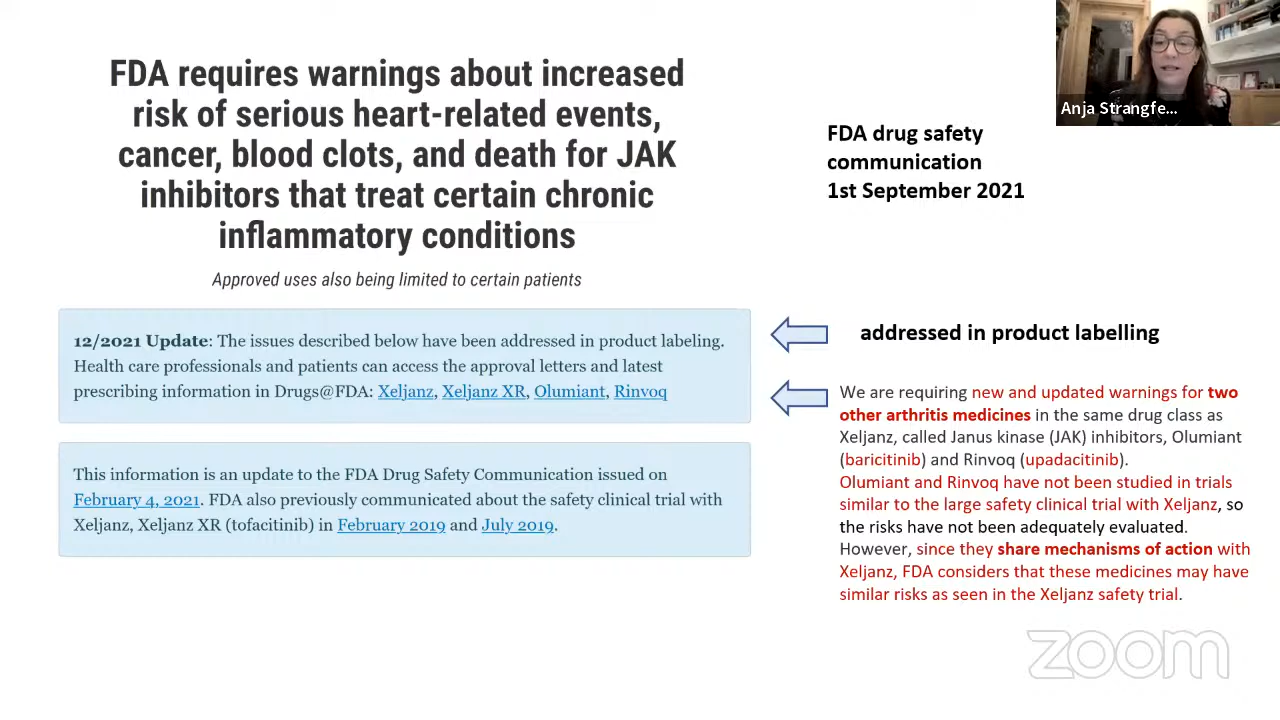 FDA requires warnings about increased
risk of serious heart-related events,
cancer, blood clots, and death for JAK
inhibitors that treat certain chronic
inflammatory conditions
Approved uses also being limited to certain patients
12/2021 Update: The issues described below have been addressed in product labeling.
Health care professionals and patients can access the approval letters and latest
prescribing information in Drugs@FDA: Xeljanz, Xeljanz XR, Olumiant, Rinvoq
This information is an update to the FDA Drug Safety Communication issued on
February 4, 2021. FDA also previously communicated about the safety clinical trial with
Xeljanz, Xeljanz XR (tofacitinib) in February 2019 and July 2019.
Anja Strangfe...
FDA drug safety
communication
1st September 2021
addressed in product labelling
We are requiring new and updated warnings for two
other arthritis medicines in the same drug class as
Xeljanz, called Janus kinase (JAK) inhibitors, Olumiant
(baricitinib) and Rinvoq (upadacitinib).
Olumiant and Rinvoq have not been studied in trials
similar to the large safety clinical trial with Xeljanz, so
the risks have not been adequately evaluated.
However, since they share mechanisms of action with
Xeljanz, FDA considers that these medicines may have
similar risks as seen in the Xeljanz safety trial.
zoom